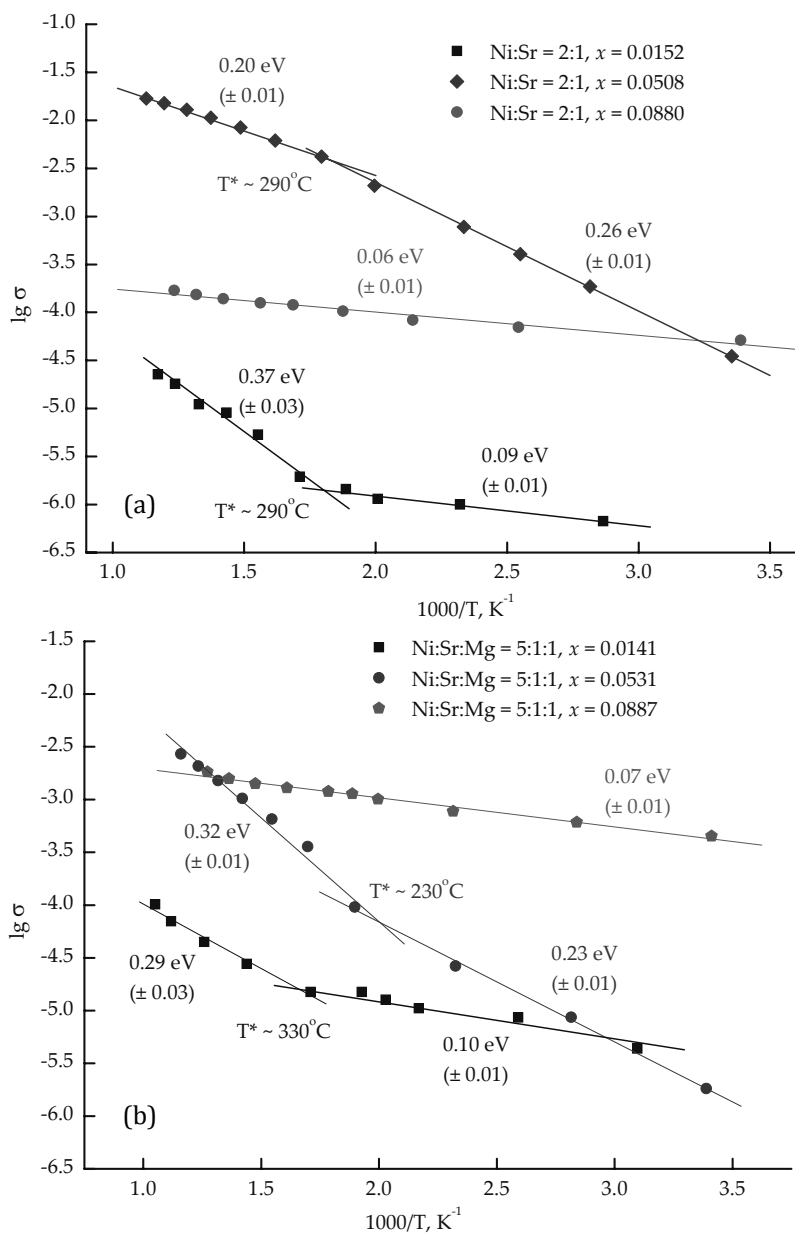 -1.0
-1.5
-2.0
-2.5
-3.0
-3.5
-4.0
-4.5
-5.0
-5.5
-6.0
-6.5
lg σ
Ni:Sr = 2:1, x = 0.0152
Ni:Sr = 2:1, x = 0.0508
Ni:Sr = 2:1, x = 0.0880
0.20 eV
(± 0.01)
T* ~ 290°C
0.26 eV
(± 0.01)
0.06 eV
(± 0.01)
0.37 eV
(± 0.03)
0.09 eV
(± 0.01)
T* ~ 290°C
(a)
1.0 1.5 2.0 2.5 3.0 3.5
1000/T, K⁻¹
-1.5
-2.0
-2.5
-3.0
-3.5
-4.0
-4.5
-5.0
-5.5
-6.0
-6.5
lg σ
Ni:Sr:Mg = 5:1:1, x = 0.0141
Ni:Sr:Mg = 5:1:1, x = 0.0531
Ni:Sr:Mg = 5:1:1, x = 0.0887
0.07 eV
(± 0.01)
0.32 eV
(± 0.01)
T* ~ 230°C
0.23 eV
(± 0.01)
0.29 eV
(± 0.03)
T* ~ 330°C
0.10 eV
(± 0.01)
(b)
1.0 1.5 2.0 2.5 3.0 3.5
1000/T, K⁻¹